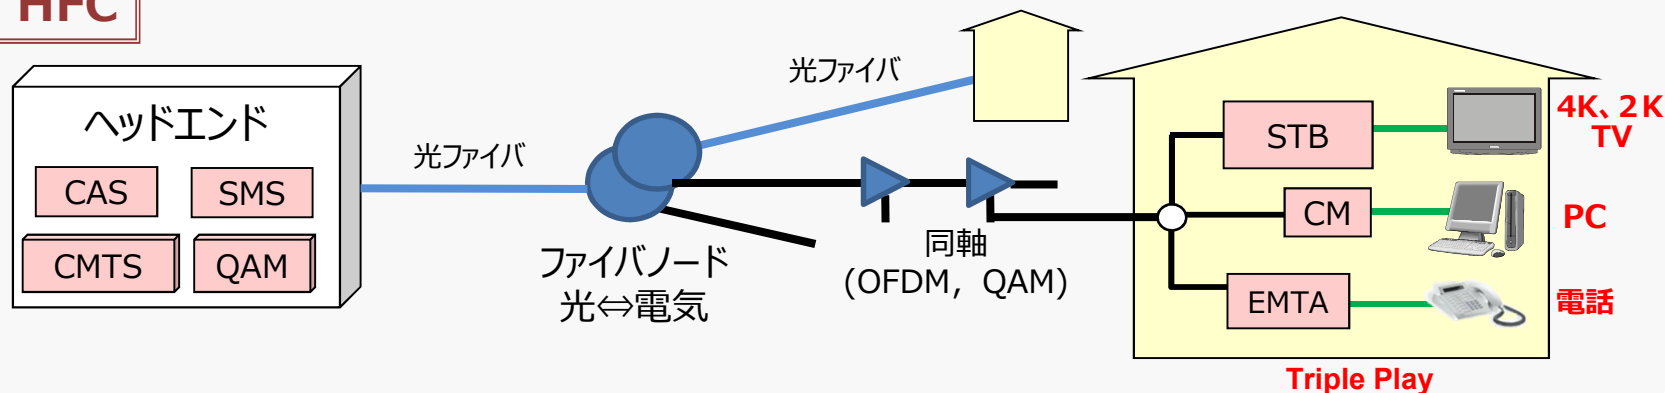 HFC
ヘッドエンド
CAS
SMS
CMTS
QAM
光ファイバ
光ファイバ
ファイバノード
光⇔電気
同軸
(OFDM，QAM)
STB
CM
EMTA
4K、2K
TV
PC
電話
Triple Play